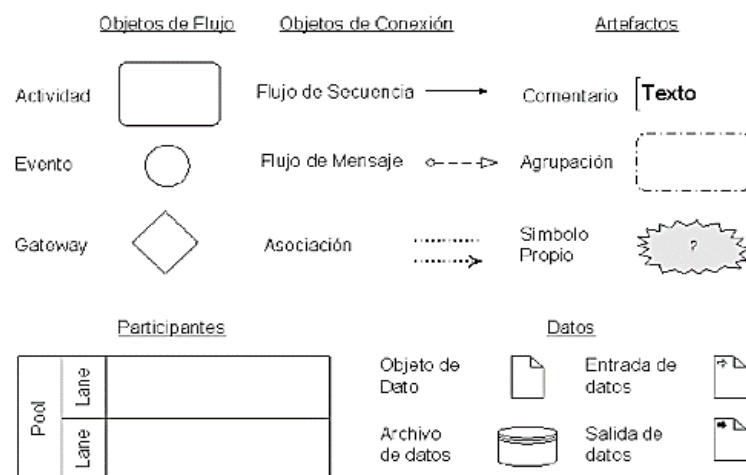 Objetos de Flujo Objetos de Conexión Artefactos
Actividad Flujo de Secuencia Comentario Texto
Evento Flujo de Mensaje Agrupación
Gateway Asociación Simbolo
Propio ?
Participantes Datos
Pool Lane Lane
Objeto de Entrada de
Dato datos
Archivo Salida de
de datos datos